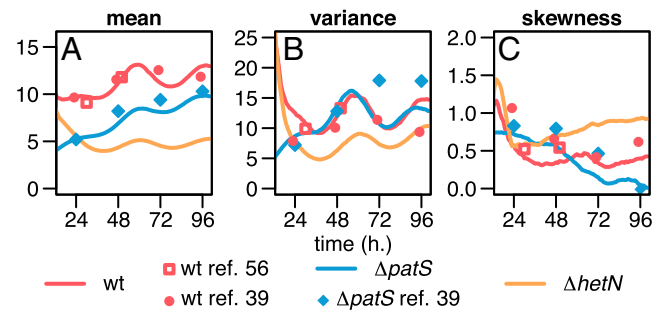 mean variance skewness
A B C
15 10 5 0
25 20 15 10 5 0
2.0 1.5 1.0 0.5 0.0
24 48 72 96 24 48 72 96 24 48 72 96
time (h.)
wt wt ref. 56 ΔpatS ΔhetN
wt ref. 39 ΔpatS ref. 39